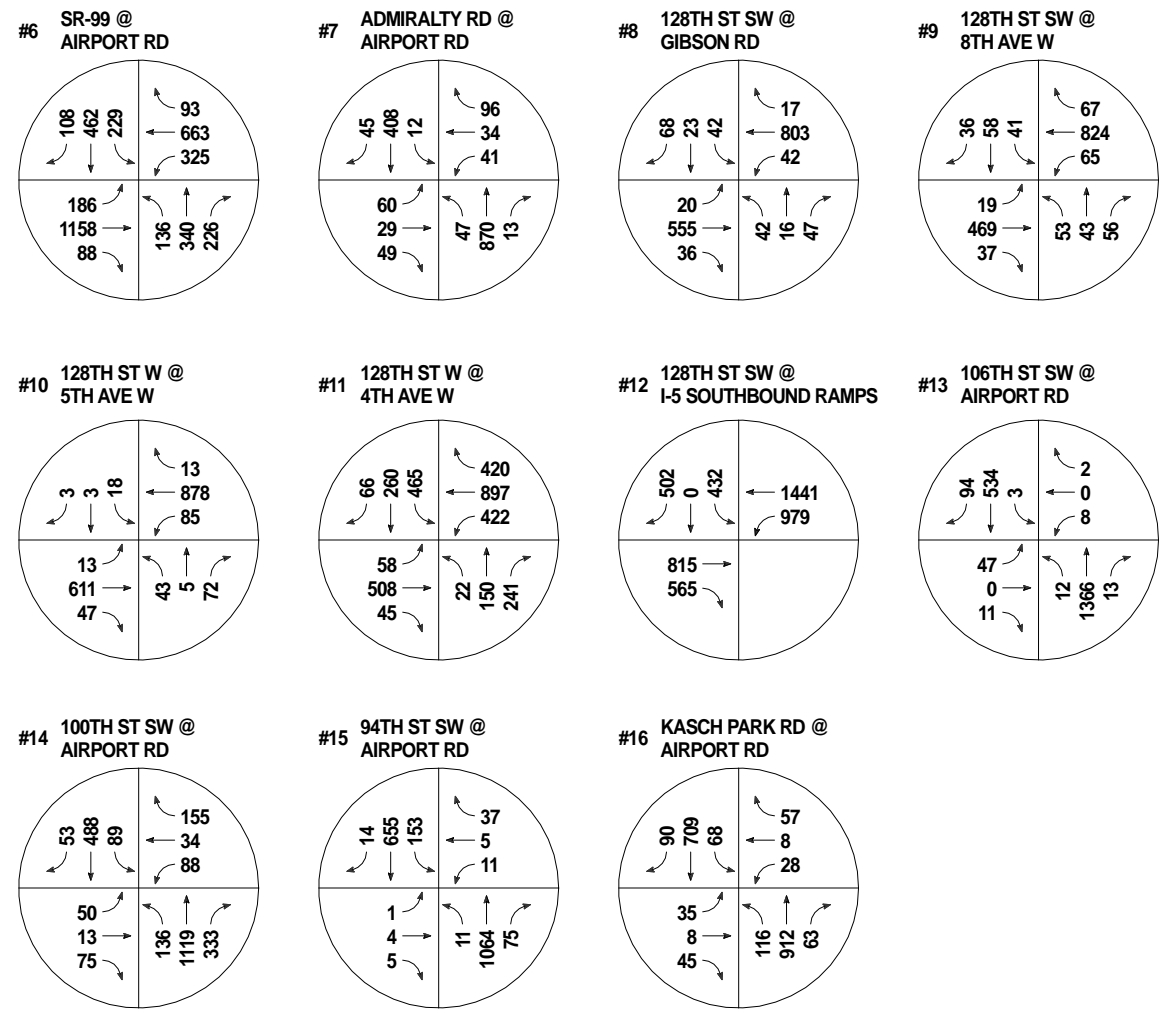 #6 SR-99 @
AIRPORT RD
108 462 229
93
663
325
186
1158
88
136 340 226
#7 ADMIRALTY RD @
AIRPORT RD
45 408 12
96
34
41
60
29
49
47 870 13
#8 128TH ST SW @
GIBSON RD
68 23 42
17
803
42
20
555
36
42 16 47
#9 128TH ST SW @
8TH AVE W
36 58 41
67
824
65
19
469
37
53 43 56
#10 128TH ST W @
5TH AVE W
3 3 18
13
878
85
13
611
47
43 5 72
#11 128TH ST W @
4TH AVE W
66 260 465
420
897
422
58
508
45
22 150 241
#12 128TH ST SW @
I-5 SOUTHBOUND RAMPS
502 0 432
1441
979
815
565
#13 106TH ST SW @
AIRPORT RD
94 534 3
2
0
8
47
0
11
12 1366 13
#14 100TH ST SW @
AIRPORT RD
53 488 89
155
34
88
50
13
75
136 1119 333
#15 94TH ST SW @
AIRPORT RD
14 655 153
37
5
11
1
4
5
11 1064 75
#16 KASCH PARK RD @
AIRPORT RD
90 709 68
57
8
28
35
8
45
116 912 63